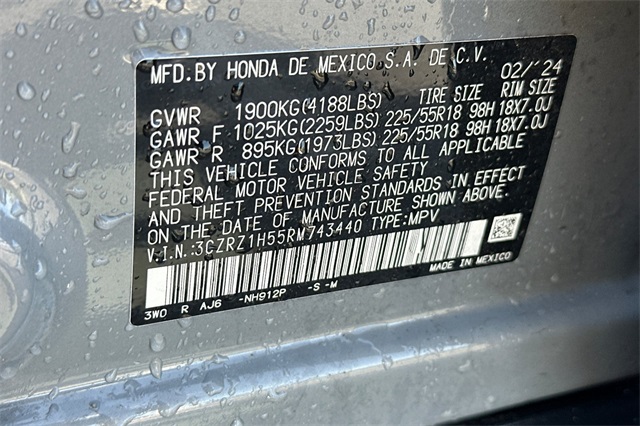 MFD.BY HONDA DE MEXICO S.A. DE C.V. 02/'24
GVWR 1900KG(4188LBS) TIRE SIZE RIM SIZE
GAWR F 1025KG(2259LBS) 225/55R18 98H 18X7.0J
GAWR R 895KG(1973LBS) 225/55R18 98H 18X7.0J
THIS VEHICLE CONFORMS TO ALL APPLICABLE
FEDERAL MOTOR VEHICLE SAFETY
AND THEFT PREVENTION STANDARDS IN EFFECT
ON THE DATE OF MANUFACTURE SHOWN ABOVE.
V.I.N.:3CZRZ1H55RM743440 TYPE:MPV
3W0 R AJ6 -NH912P -S-M MADE IN MEXICO